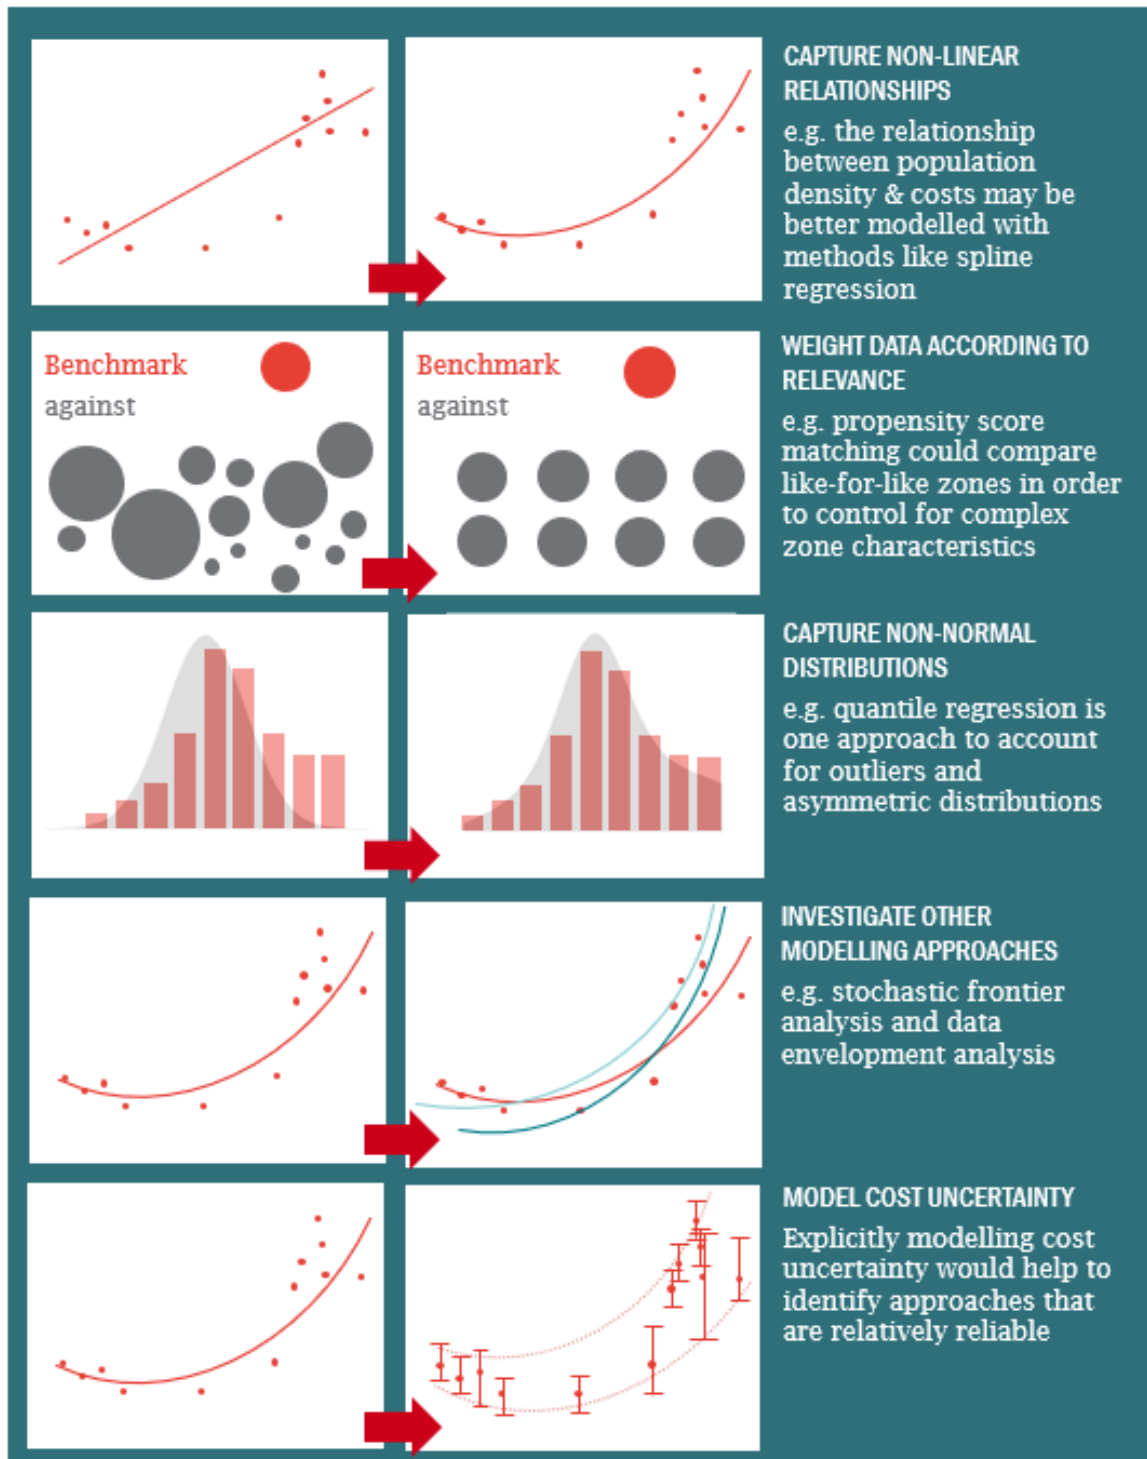 CAPTURE NON-LINEAR
RELATIONSHIPS
e.g. the relationship
between population
density & costs may be
better modelled with
methods like spline
regression
Benchmark
against
Benchmark
against
WEIGHT DATA ACCORDING TO
RELEVANCE
e.g. propensity score
matching could compare
like-for-like zones in order
to control for complex
zone characteristics
CAPTURE NON-NORMAL
DISTRIBUTIONS
e.g. quantile regression is
one approach to account
for outliers and
asymmetric distributions
INVESTIGATE OTHER
MODELLING APPROACHES
e.g. stochastic frontier
analysis and data
envelopment analysis
MODEL COST UNCERTAINTY
Explicitly modelling cost
uncertainty would help to
identify approaches that
are relatively reliable